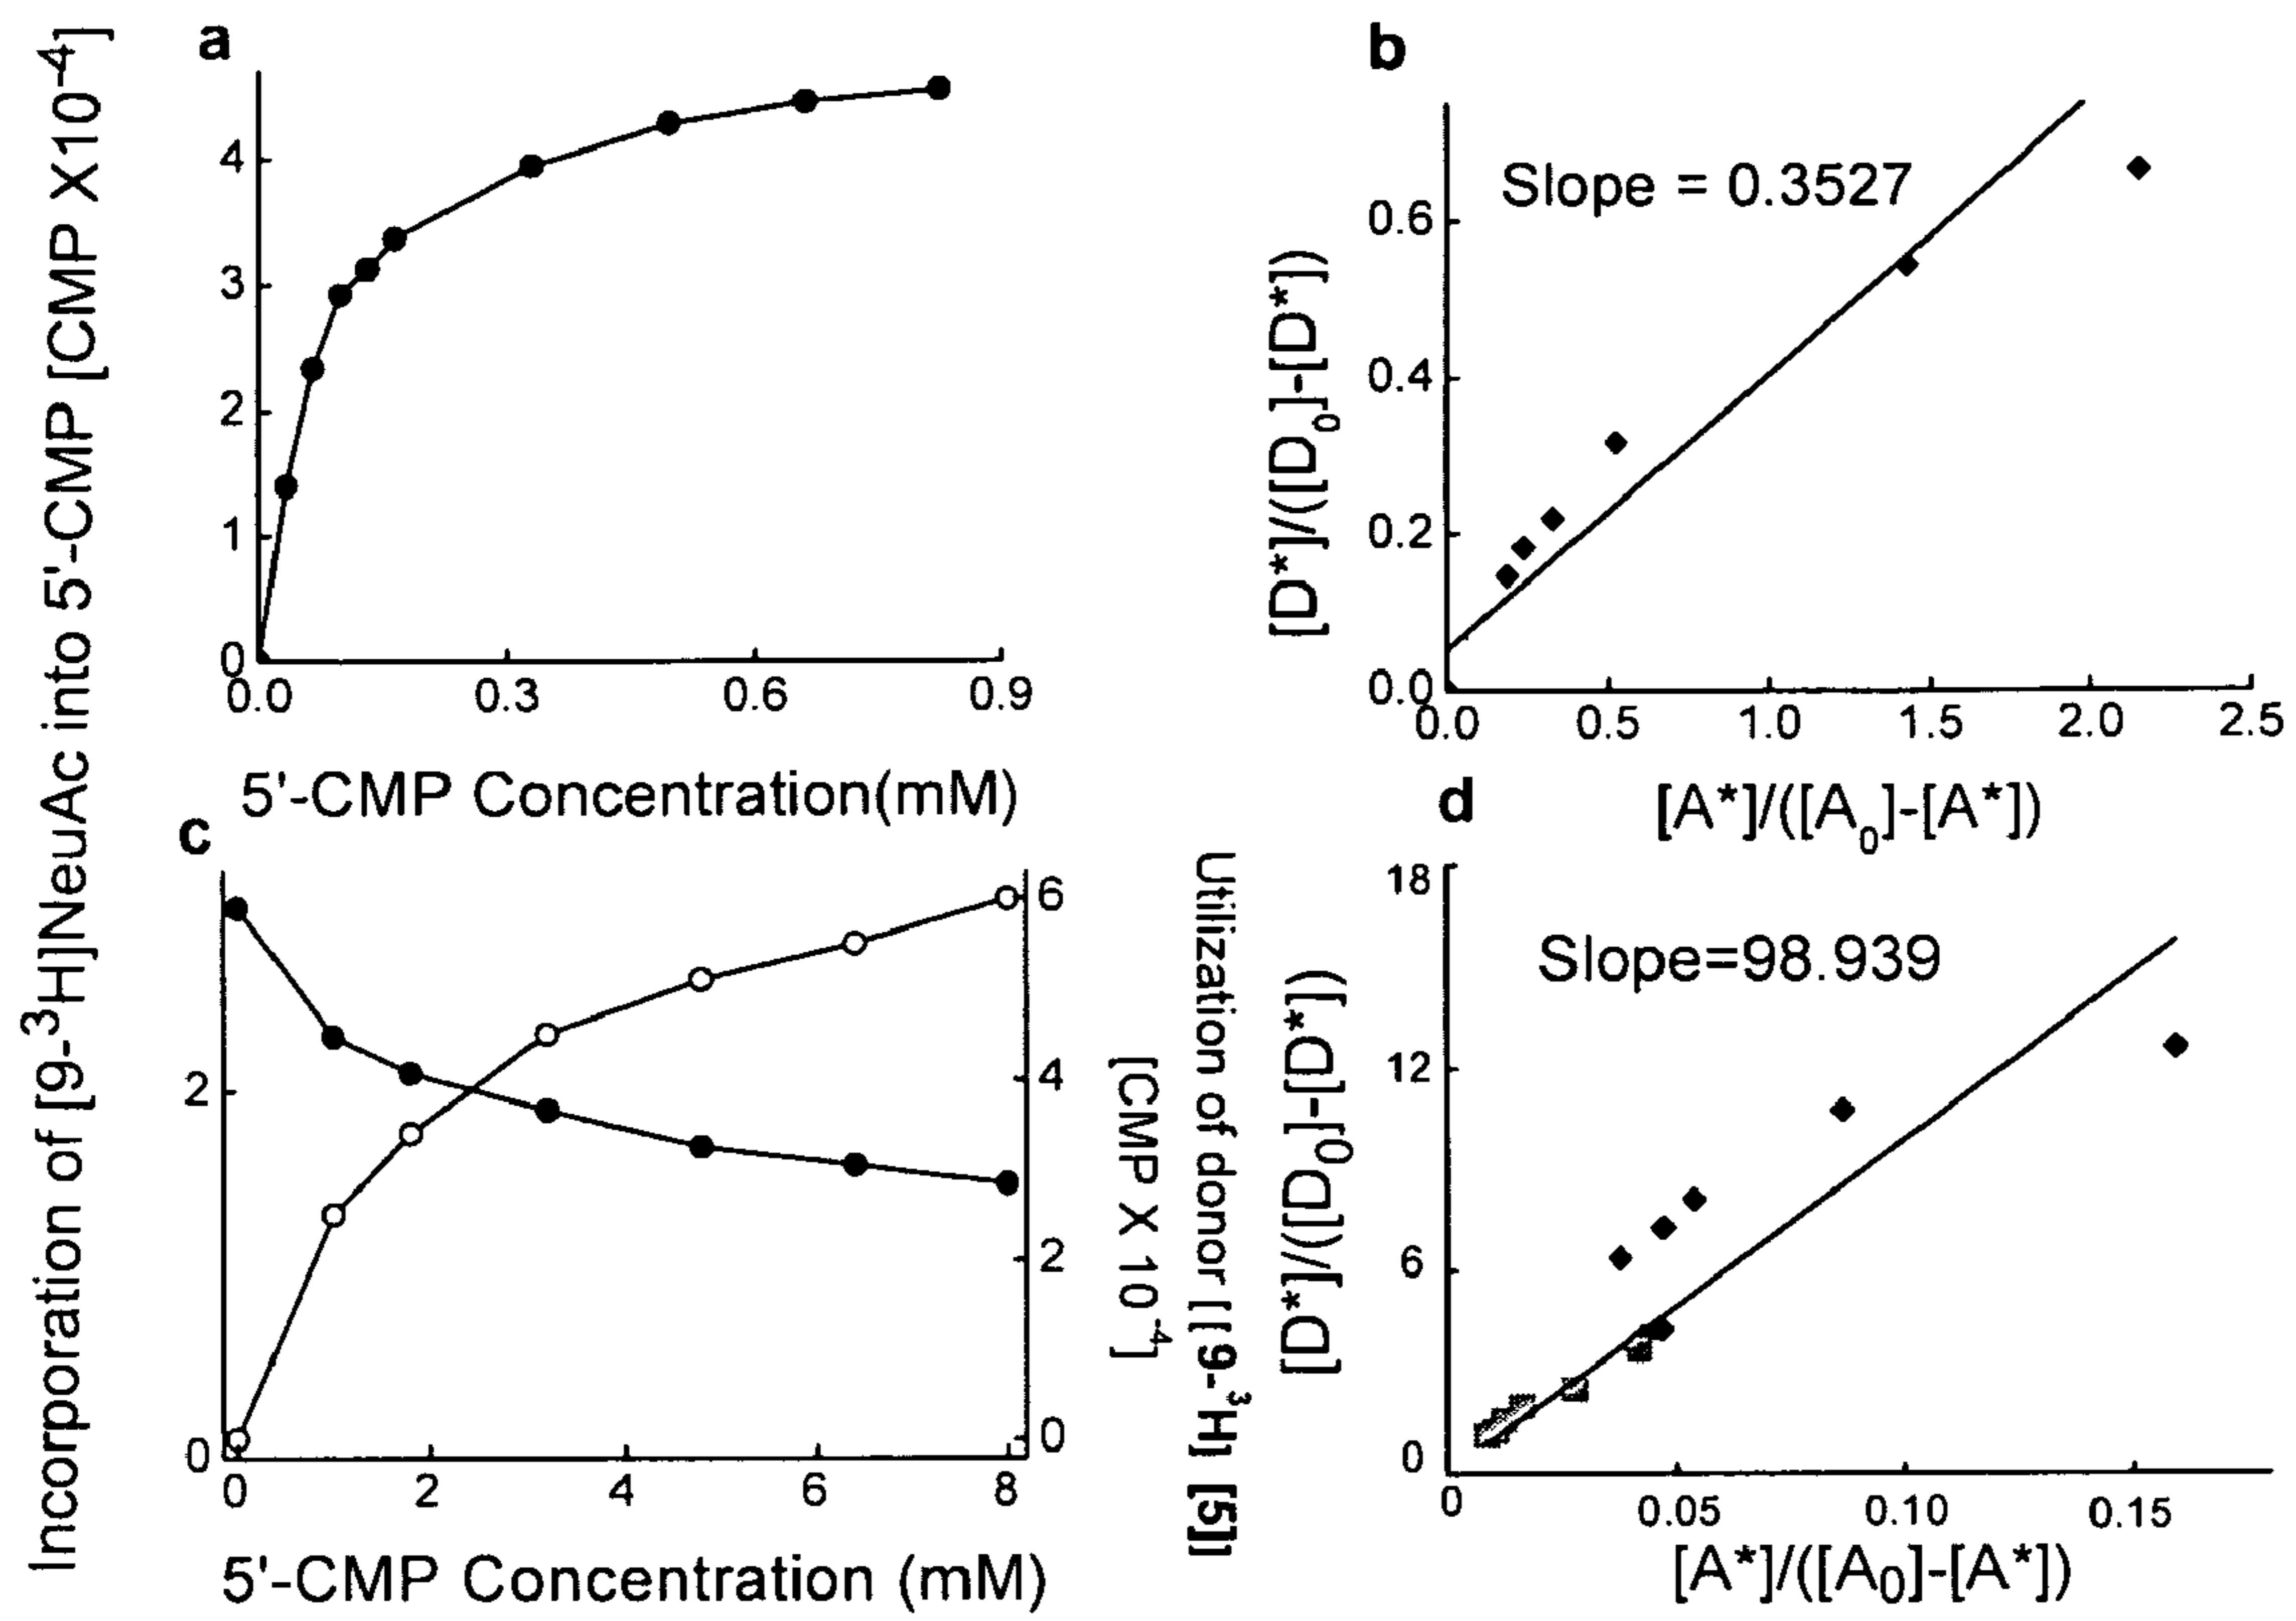 a
Incorporation of [9-³H]NeuAc into 5'-CMP [CMP X10⁻⁴]
4
3
2
1
0
0.0 0.3 0.6 0.9
5'-CMP Concentration(mM)
b
Slope = 0.3527
[D*]/([D₀]-[D*])
0.6
0.4
0.2
0.0
0.0 0.5 1.0 1.5 2.0 2.5
[A*]/([A₀]-[A*])
c
2
0
6
4
2
0
0 2 4 6 8
5'-CMP Concentration (mM)
Utilization of donor [[9-³H] [5]]
[CMP X 10⁻⁴]
d
Slope=98.939
[D*]/([D₀]-[D*])
18
12
6
0
0 0.05 0.10 0.15
[A*]/([A₀]-[A*])